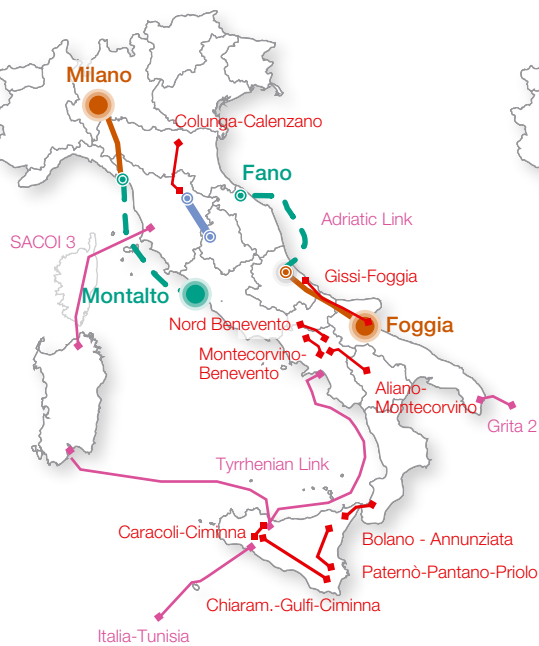 Milano
Colunga-Calenzano
Fano
Adriatic Link
SACOI 3
Gissi-Foggia
Montalto
Nord Benevento
Foggia
Montecorvino-
Benevento
Aliano-
Montecorvino
Grita 2
Tyrrhenian Link
Caracoli-Ciminna
Bolano - Annunziata
Paternò-Pantano-Priolo
Chiaram.-Gulfi-Ciminna
Italia-Tunisia